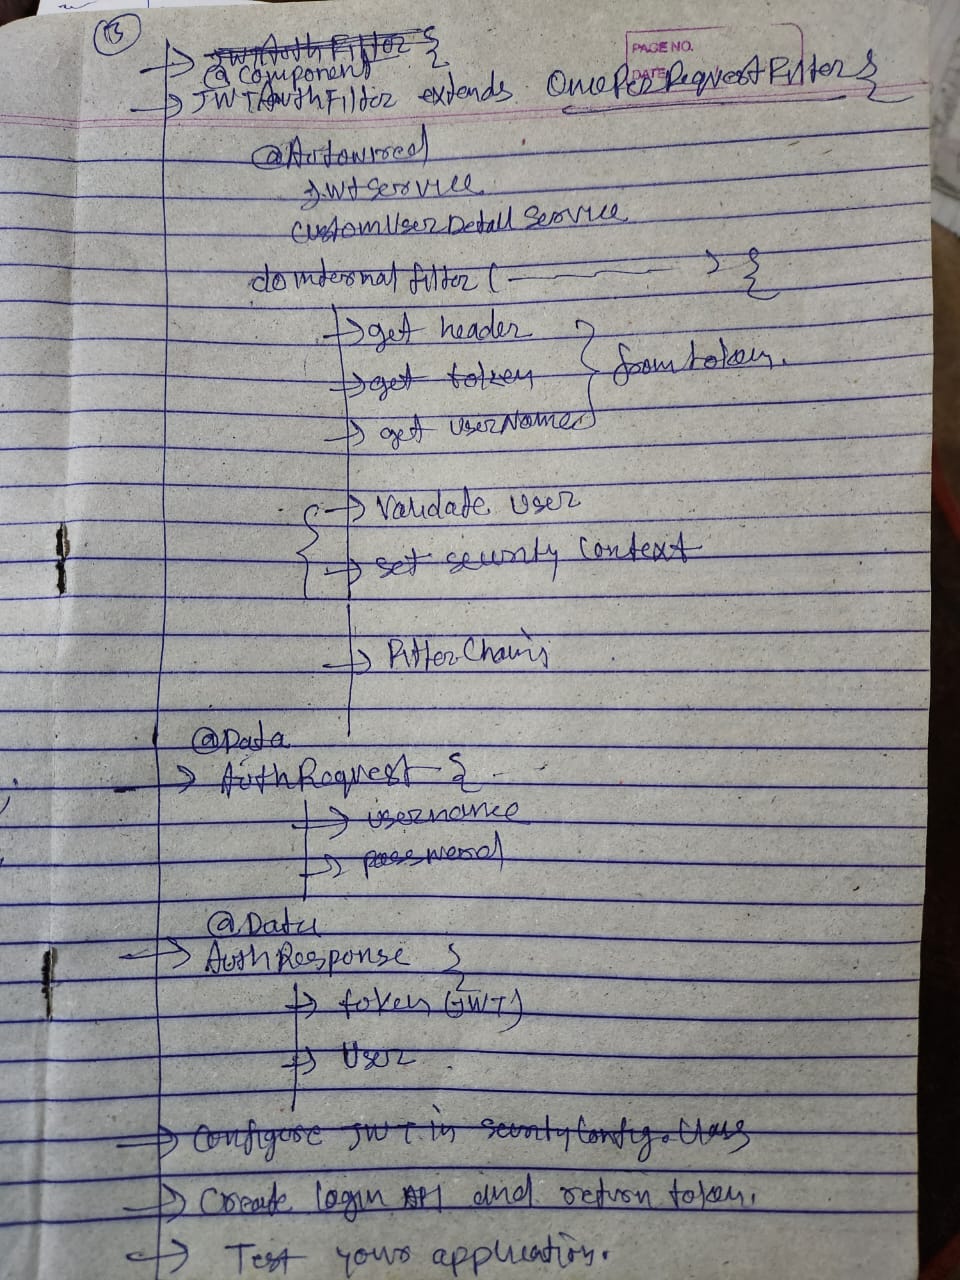 13
JWTAuthFilter {
PAGE NO.
DATE
@Component
JWTAuthFilter extends OncePerRequestFilter {
@Autowired
JwtService
CustomUserDetailService
dointernalfilter ( ) {
get header
get token
from token.
get userName
Validate User
set security Context
FilterChain
@Data
AuthRequest {
username
password
@Data
AuthResponse {
token (JWT)
User
Configure JWT in SecurityConfig.Class
Create login API and return token.
Test your application.